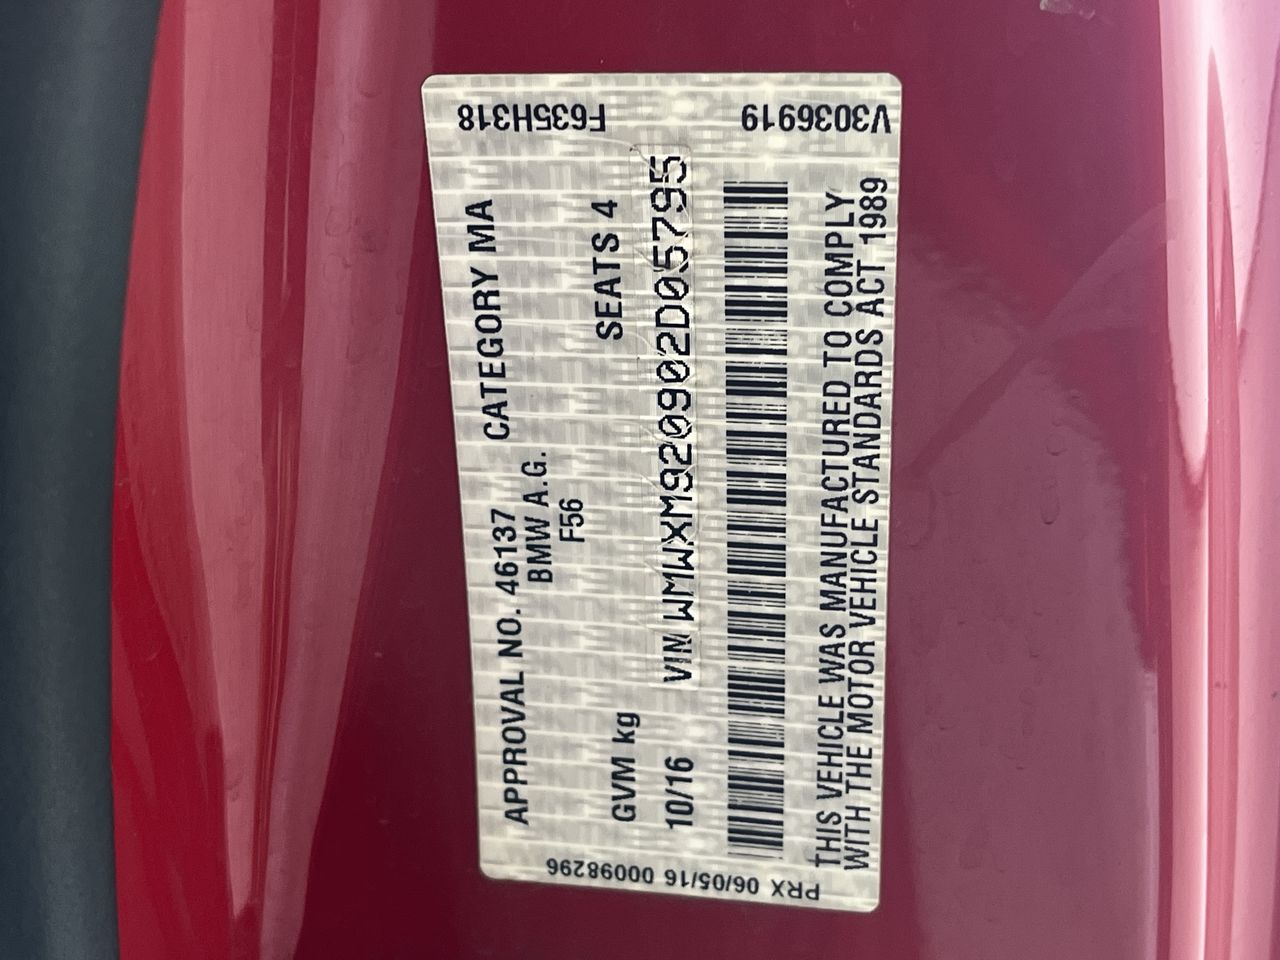 F635H318
V3036919
APPROVAL NO. 46137 CATEGORY MA
BMW A.G.
F56
GVM kg SEATS 4
10/16 VIN WMWXM920902D05795
THIS VEHICLE WAS MANUFACTURED TO COMPLY
WITH THE MOTOR VEHICLE STANDARDS ACT 1989
PRX 06/05/16 00098296